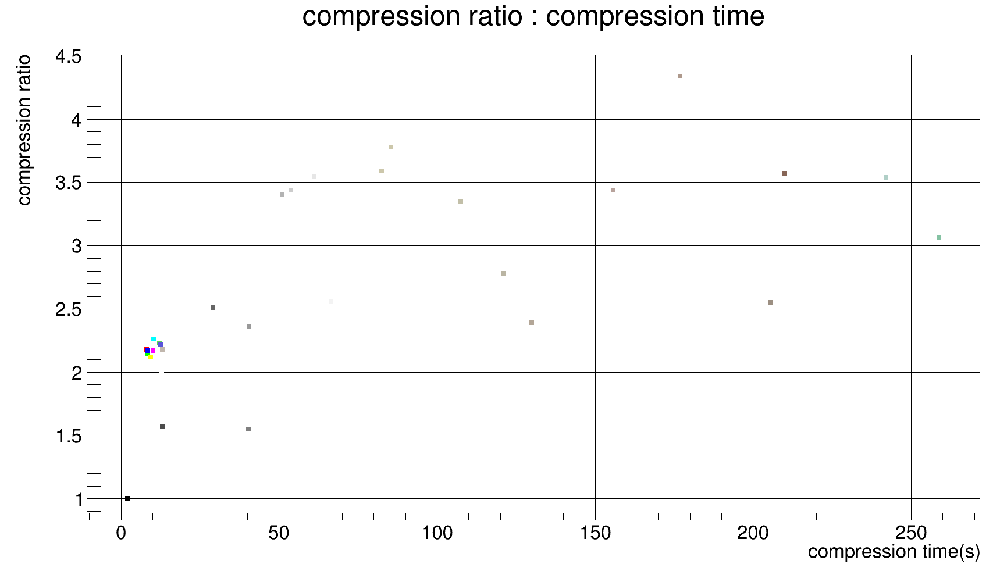 compression ratio : compression time
compression ratio
4.5
4
3.5
3
2.5
2
1.5
1
0 50 100 150 200 250
compression time(s)